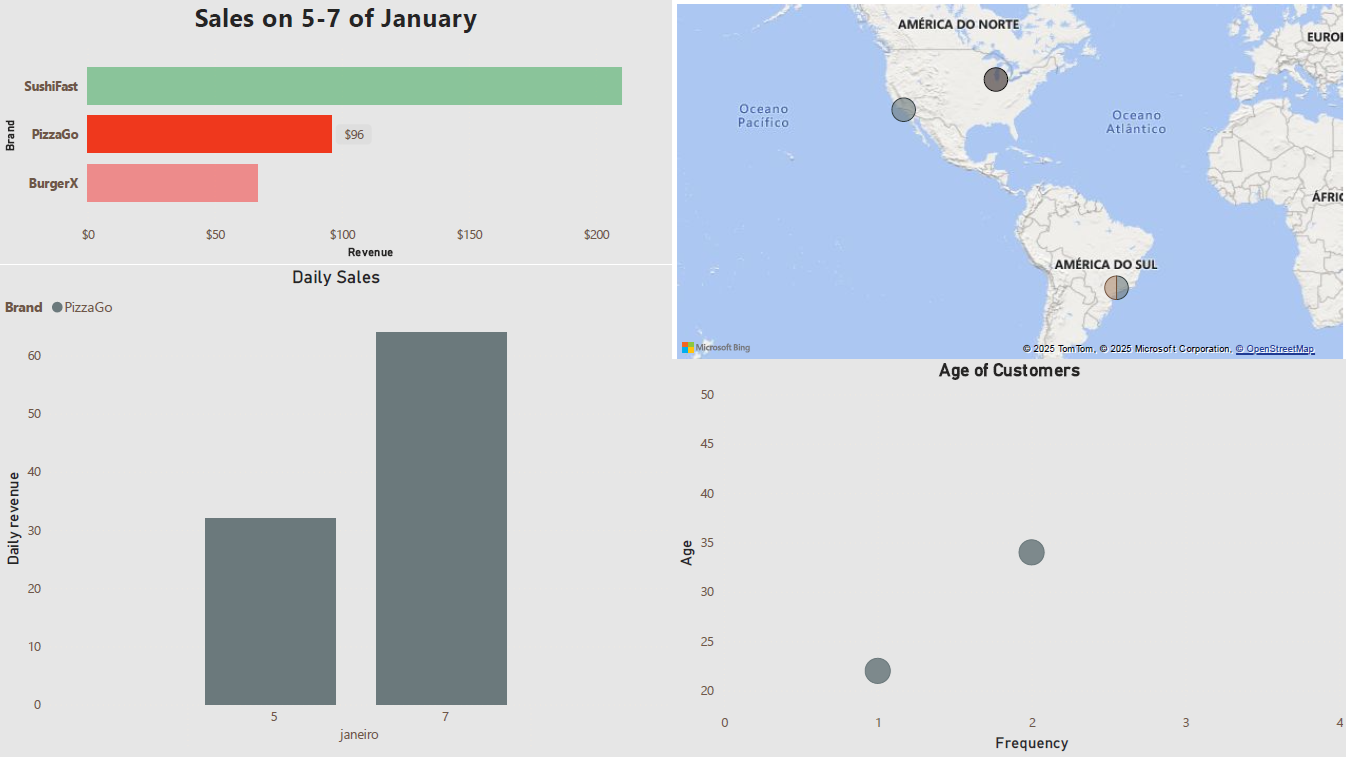 Sales on 5-7 of January
Brand
SushiFast
PizzaGo
$96
BurgerX
$0
$50
$100
$150
$200
Revenue
Daily Sales
Brand
PizzaGo
Daily revenue
60
50
40
30
20
10
0
5
7
janeiro
AMÉRICA DO NORTE
EURO
Oceano
Pacífico
Oceano
Atlântico
ÁFRIC
AMÉRICA DO SUL
Microsoft Bing
© 2025 TomTom, © 2025 Microsoft Corporation, © OpenStreetMap
Age of Customers
Age
50
45
40
35
30
25
20
0
1
2
3
4
Frequency